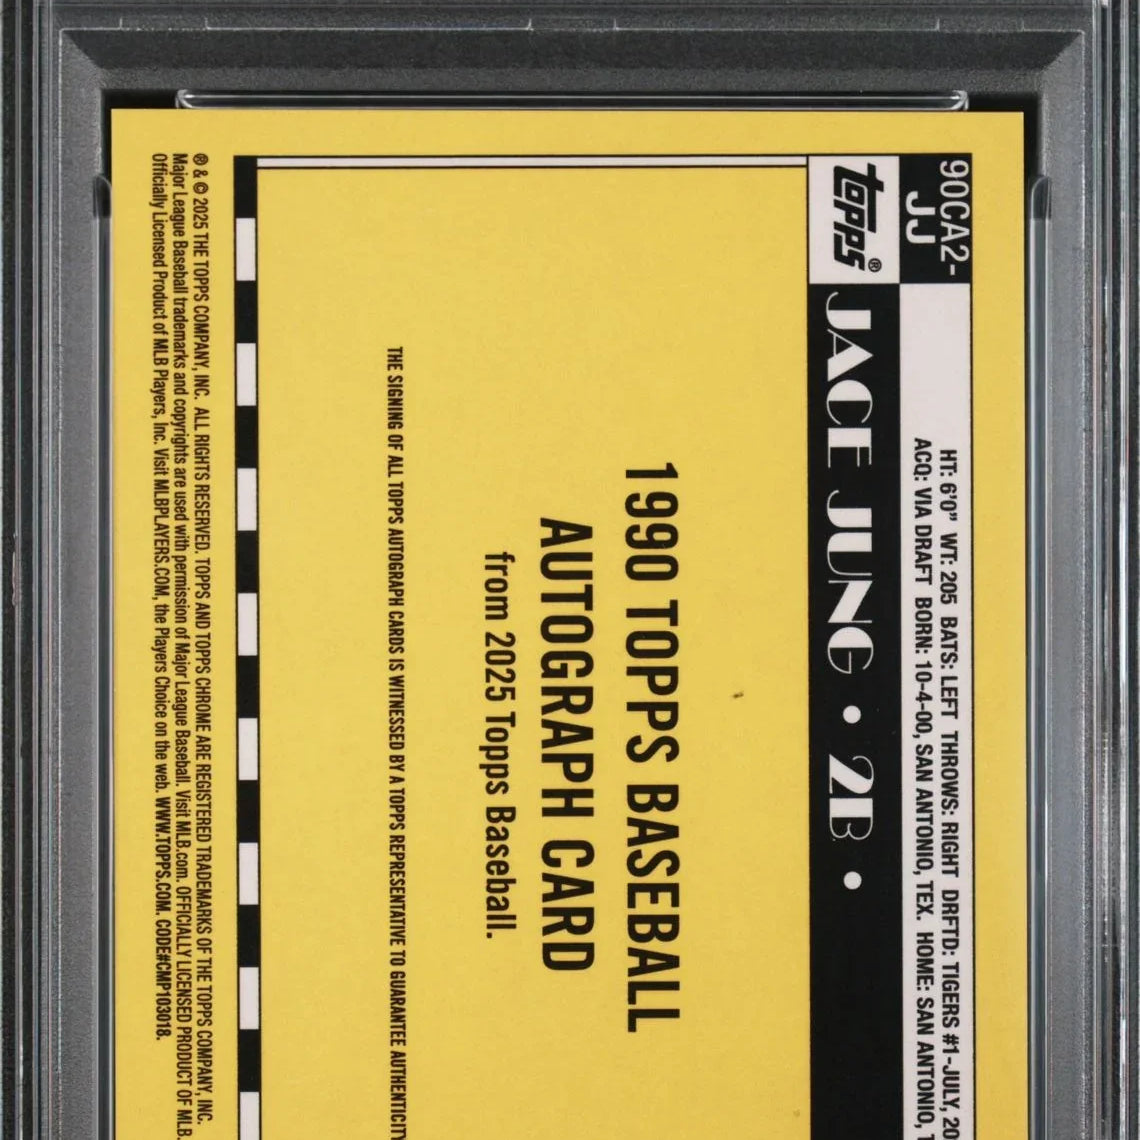 90CA2-
JJ
HT: 6'0" WT: 205 BATS: LEFT THROWS: RIGHT DRFTD: TIGERS #1-JULY, 20
ACQ: VIA DRAFT BORN: 10-4-00, SAN ANTONIO, TEX. HOME: SAN ANTONIO, T
topps®
JACE JUNG • 2B •
1990 TOPPS BASEBALL
AUTOGRAPH CARD
from 2025 Topps Baseball.
THE SIGNING OF ALL TOPPS AUTOGRAPH CARDS IS WITNESSED BY A TOPPS REPRESENTATIVE TO GUARANTEE AUTHENTICITY
® & © 2025 THE TOPPS COMPANY, INC. ALL RIGHTS RESERVED. TOPPS AND TOPPS CHROME ARE REGISTERED TRADEMARKS OF THE TOPPS COMPANY, INC.
Major League Baseball trademarks and copyrights are used with permission of Major League Baseball. Visit MLB.com. OFFICIALLY LICENSED PRODUCT OF MLB
Officially Licensed Product of MLB Players, Inc. Visit MLBPLAYERS.COM, the Players Choice on the web. WWW.TOPPS.COM. CODE#CMP103018.